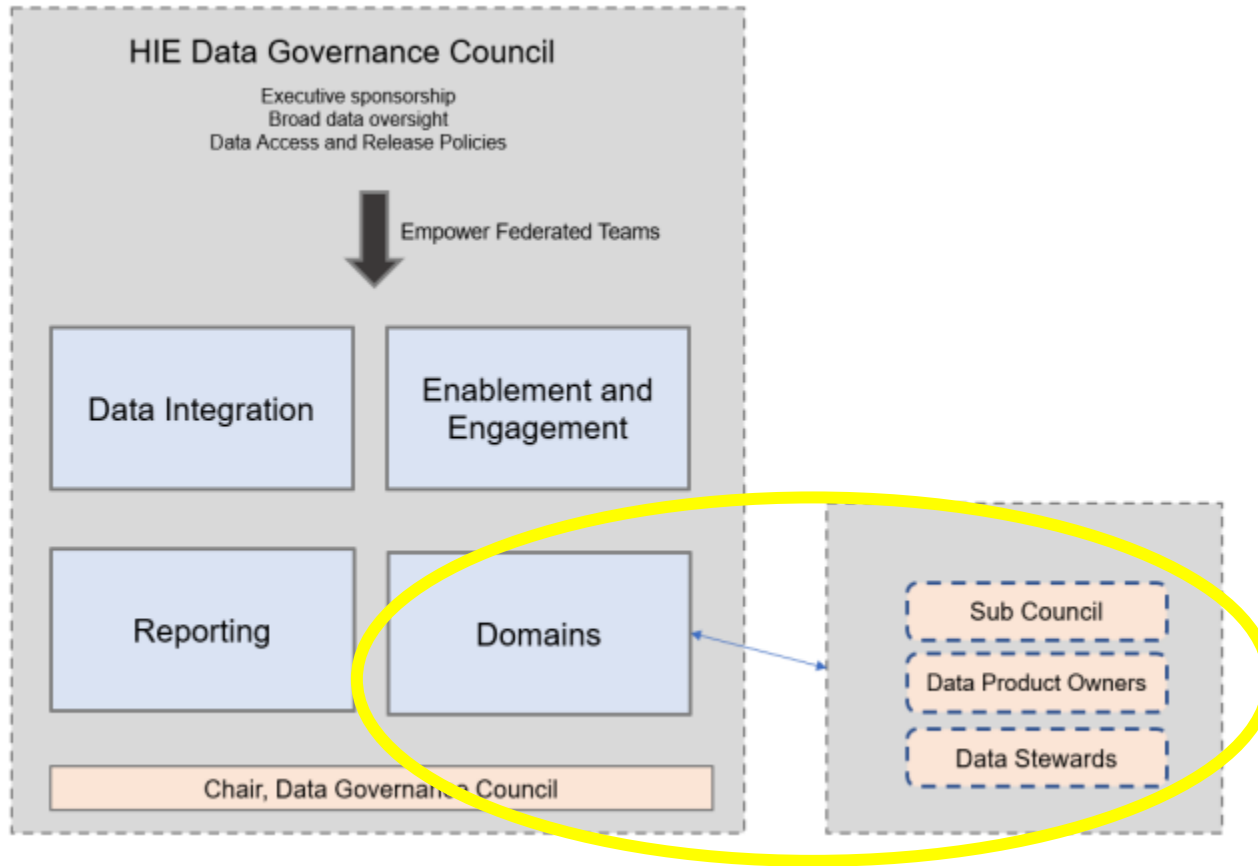 HIE Data Governance Council
Executive sponsorship
Broad data oversight
Data Access and Release Policies
Empower Federated Teams
Data Integration
Enablement and
Engagement
Reporting
Domains
Chair, Data Governance Council
Sub Council
Data Product Owners
Data Stewards